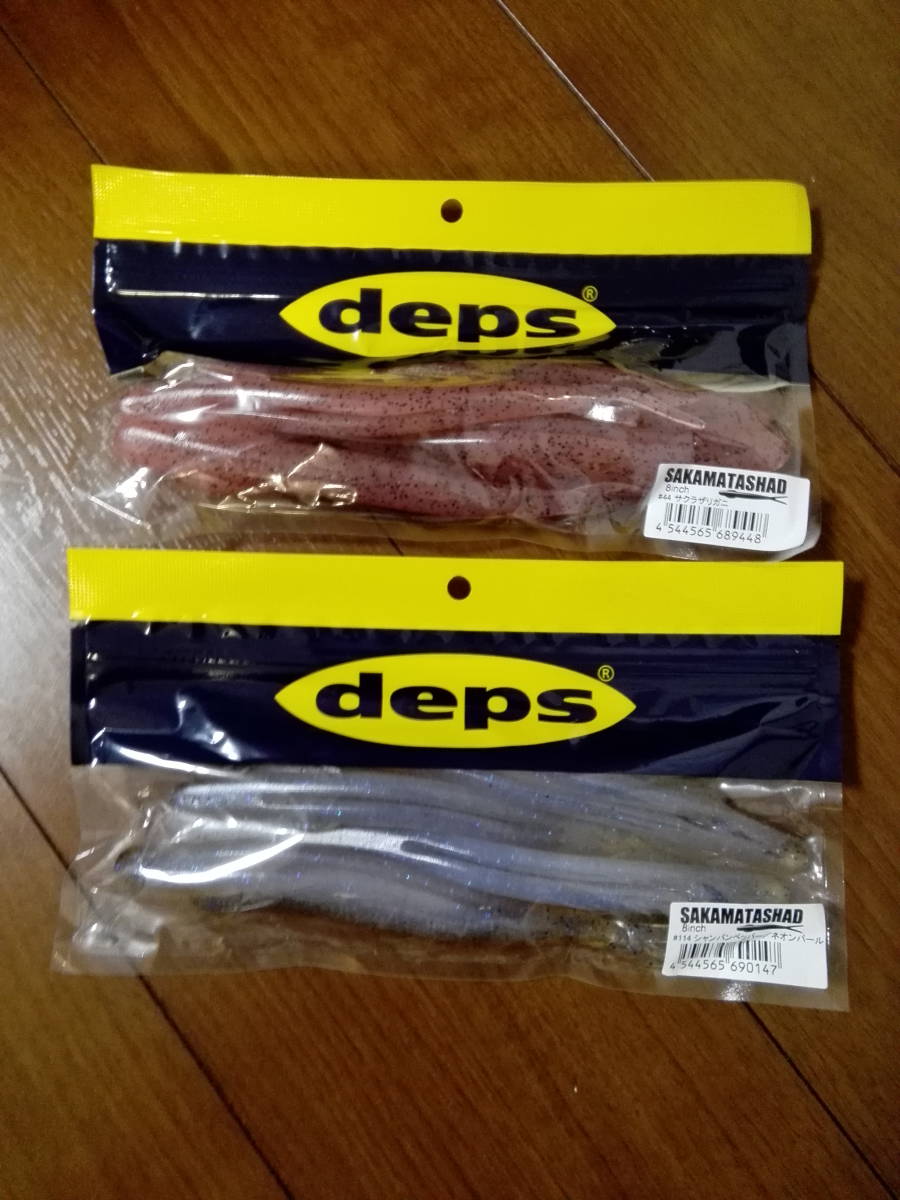 deps®
SAKAMATASHAD
8inch
#44 サクラザリガニ
4 544565 689448
deps®
SAKAMATASHAD
8inch
#114 シャンパンペッパー/ネオンパール
4 544565 690147